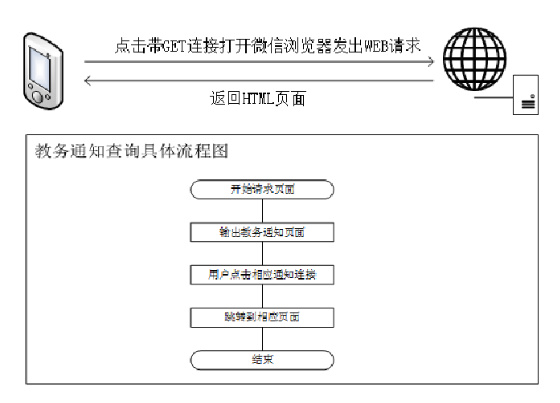 点击带GET连接打开微信浏览器发出WEB请求
返回HTML页面
教务通知查询具体流程图
开始请求页面
输出教务通知页面
用户点击相应通知连接
跳转到相应页面
结束